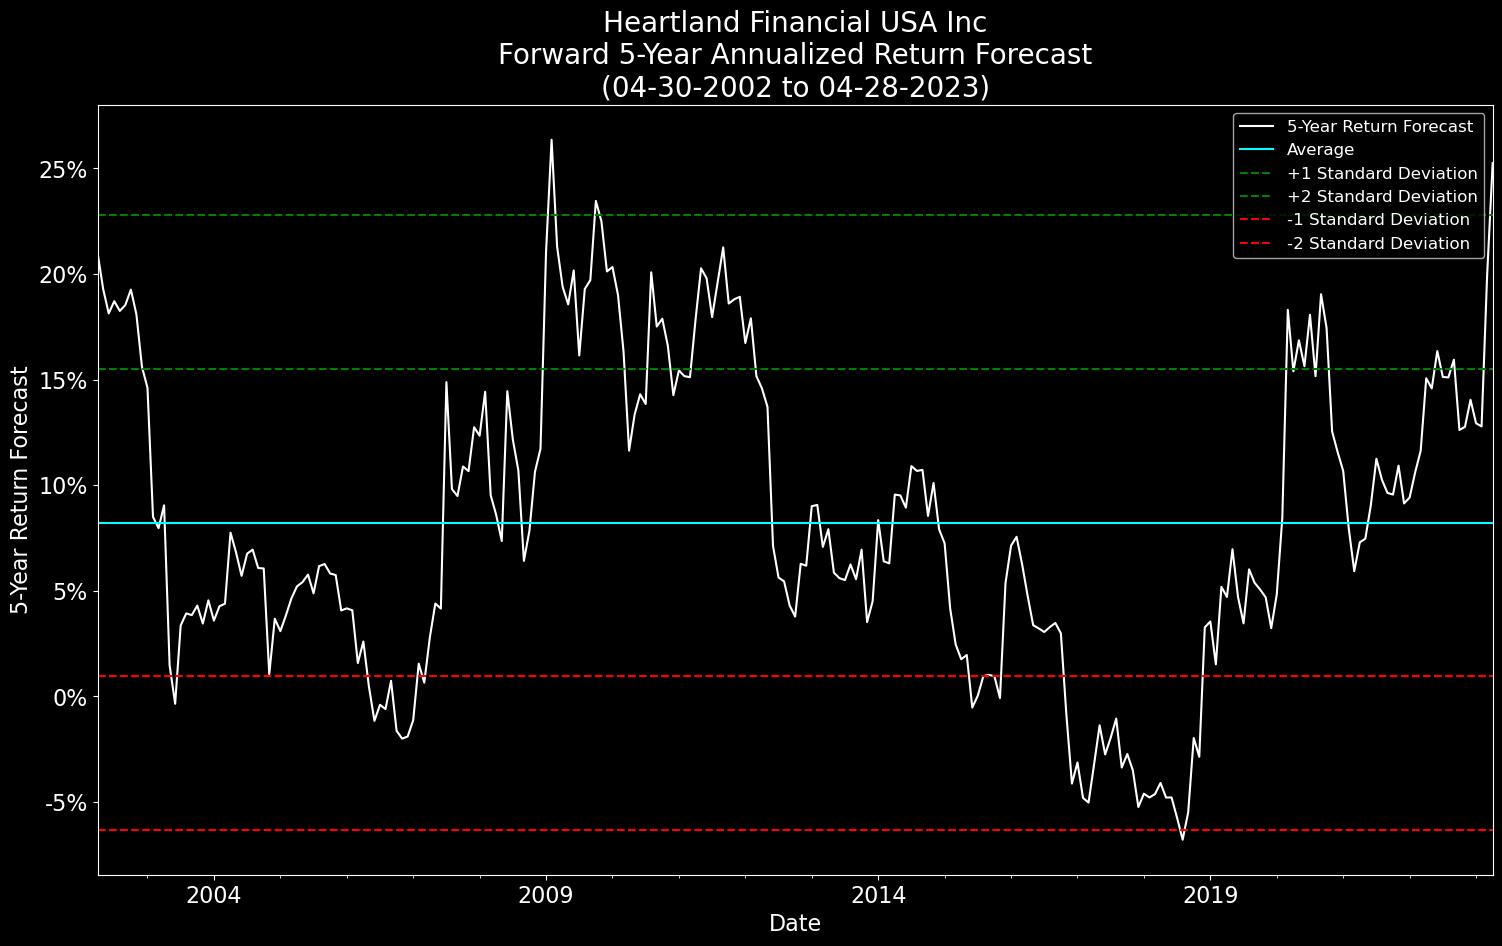 Heartland Financial USA Inc
Forward 5-Year Annualized Return Forecast
(04-30-2002 to 04-28-2023)
5-Year Return Forecast
Average
+1 Standard Deviation
+2 Standard Deviation
-1 Standard Deviation
-2 Standard Deviation
25%
20%
15%
10%
5%
0%
-5%
5-Year Return Forecast
2004
2009
2014
2019
Date